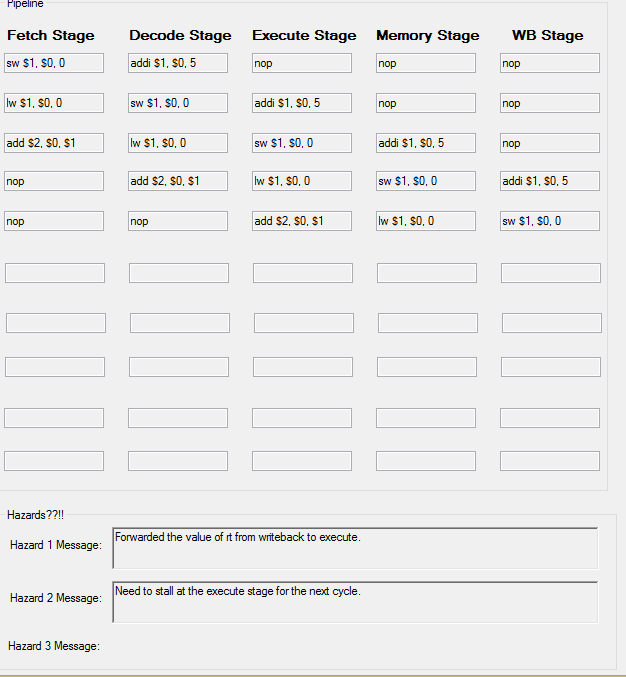 Pipeline
Fetch Stage Decode Stage Execute Stage Memory Stage WB Stage
sw $1, $0, 0 addi $1, $0, 5 nop nop nop
lw $1, $0, 0 sw $1, $0, 0 addi $1, $0, 5 nop nop
add $2, $0, $1 lw $1, $0, 0 sw $1, $0, 0 addi $1, $0, 5 nop
nop add $2, $0, $1 lw $1, $0, 0 sw $1, $0, 0 addi $1, $0, 5
nop nop add $2, $0, $1 lw $1, $0, 0 sw $1, $0, 0
Hazards??!!
Hazard 1 Message: Forwarded the value of rt from writeback to execute.
Hazard 2 Message: Need to stall at the execute stage for the next cycle.
Hazard 3 Message: